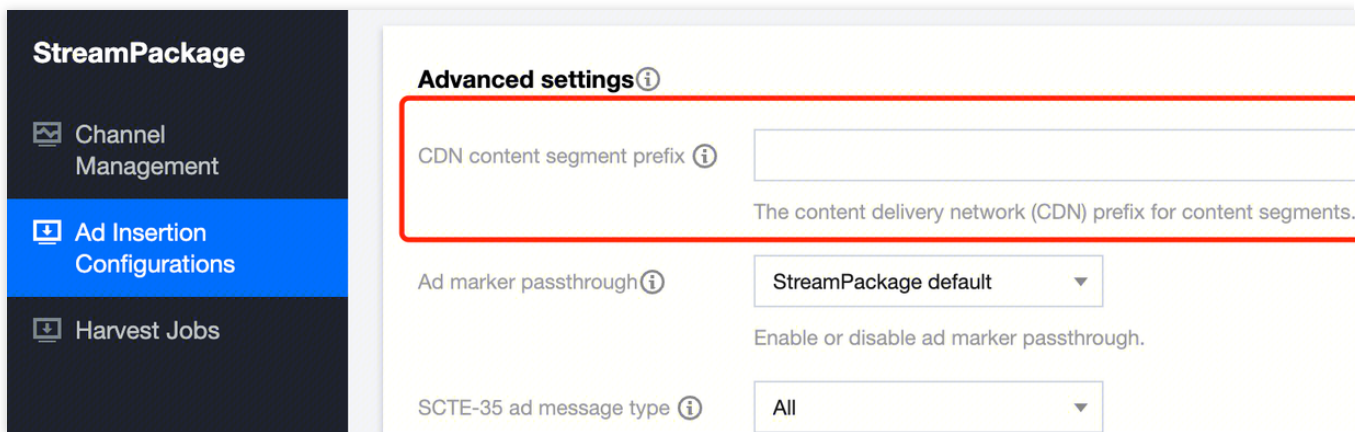 StreamPackage
Channel
Management
Ad Insertion
Configurations
Harvest Jobs
Advanced settings
CDN content segment prefix
The content delivery network (CDN) prefix for content segments.
Ad marker passthrough
StreamPackage default
Enable or disable ad marker passthrough.
SCTE-35 ad message type
All